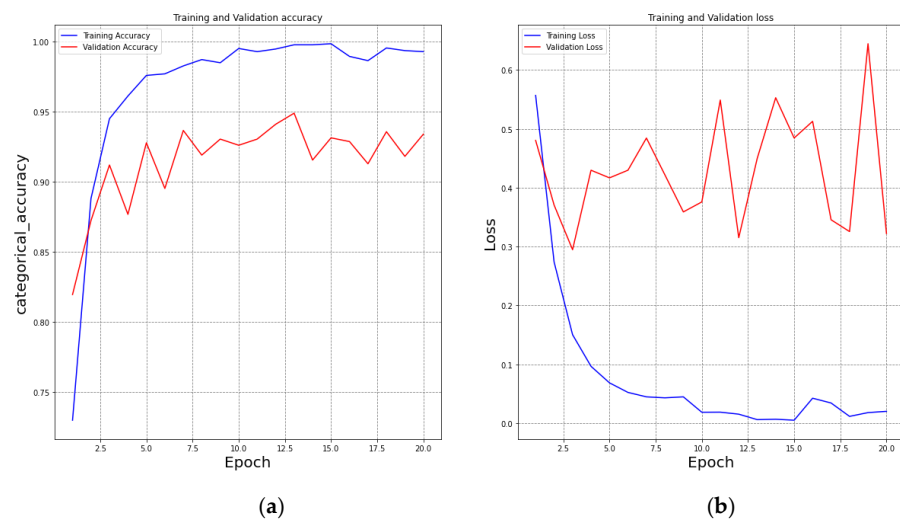 Training and Validation accuracy
Training Accuracy
Validation Accuracy
1.00
0.95
0.90
0.85
0.80
0.75
categorical_accuracy
2.5 5.0 7.5 10.0 12.5 15.0 17.5 20.0
Epoch
(a)
Training and Validation loss
Training Loss
Validation Loss
0.6
0.5
0.4
0.3
0.2
0.1
0.0
Loss
2.5 5.0 7.5 10.0 12.5 15.0 17.5 20.0
Epoch
(b)